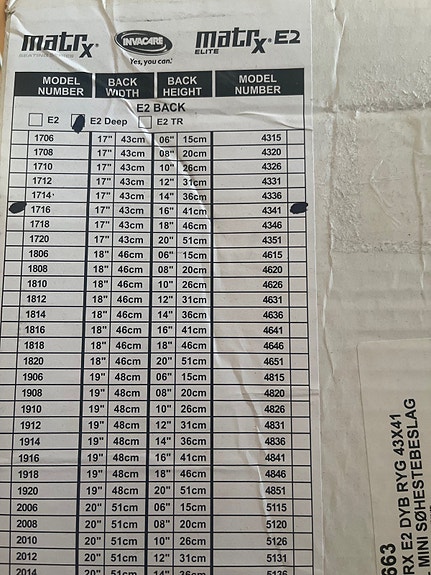 matrx® INVACARE® matrx® E2
SEATING SERIES Yes, you can.® ELITE
MODEL NUMBER BACK WIDTH BACK HEIGHT MODEL NUMBER
E2 BACK
E2 E2 Deep E2 TR
1706 17" 43cm 06" 15cm 4315
1708 17" 43cm 08" 20cm 4320
1710 17" 43cm 10" 26cm 4326
1712 17" 43cm 12" 31cm 4331
1714 17" 43cm 14" 36cm 4336
1716 17" 43cm 16" 41cm 4341
1718 17" 43cm 18" 46cm 4346
1720 17" 43cm 20" 51cm 4351
1806 18" 46cm 06" 15cm 4615
1808 18" 46cm 08" 20cm 4620
1810 18" 46cm 10" 26cm 4626
1812 18" 46cm 12" 31cm 4631
1814 18" 46cm 14" 36cm 4636
1816 18" 46cm 16" 41cm 4641
1818 18" 46cm 18" 46cm 4646
1820 18" 46cm 20" 51cm 4651
1906 19" 48cm 06" 15cm 4815
1908 19" 48cm 08" 20cm 4820
1910 19" 48cm 10" 26cm 4826
1912 19" 48cm 12" 31cm 4831
1914 19" 48cm 14" 36cm 4836
1916 19" 48cm 16" 41cm 4841
1918 19" 48cm 18" 46cm 4846
1920 19" 48cm 20" 51cm 4851
2006 20" 51cm 06" 15cm 5115
2008 20" 51cm 08" 20cm 5120
2010 20" 51cm 10" 26cm 5126
2012 20" 51cm 12" 31cm 5131
2014 20" 51cm 14" 36cm 5136
663
RX E2 DYB RYG 43X41
MINI SØHESTEBESLAG